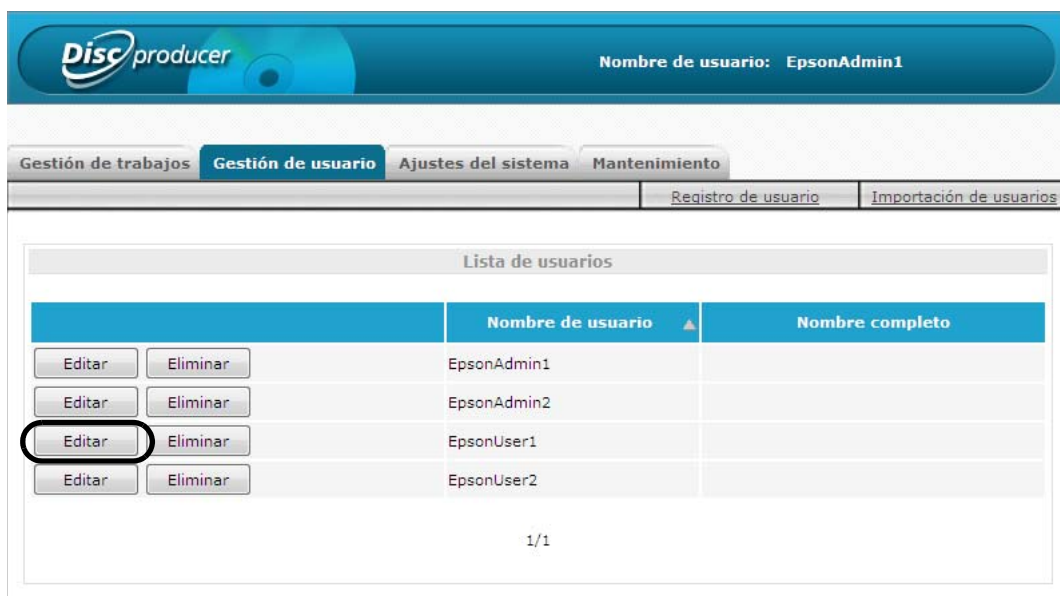 Disc producer
Nombre de usuario: EpsonAdmin1
Gestión de trabajos Gestión de usuario Ajustes del sistema Mantenimiento
Registro de usuario Importación de usuarios
Lista de usuarios
Nombre de usuario Nombre completo
Editar Eliminar EpsonAdmin1
Editar Eliminar EpsonAdmin2
Editar Eliminar EpsonUser1
Editar Eliminar EpsonUser2
1/1